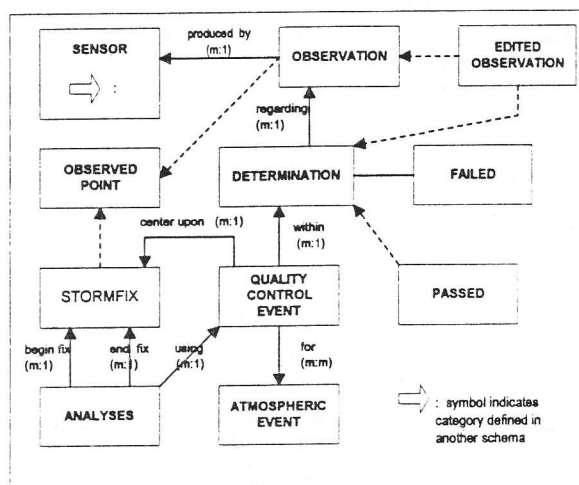 SENSOR
:
produced by
(m:1)
OBSERVATION
EDITED
OBSERVATION
regarding
(m:1)
OBSERVED
POINT
DETERMINATION
FAILED
center upon (m:1)
within
(m:1)
STORMFIX
QUALITY
CONTROL
EVENT
PASSED
begin fix
(m:1)
end fix
(m:1)
using
(m:1)
for
(m:m)
ANALYSES
ATMOSPHERIC
EVENT
: symbol indicates
category defined in
another schema